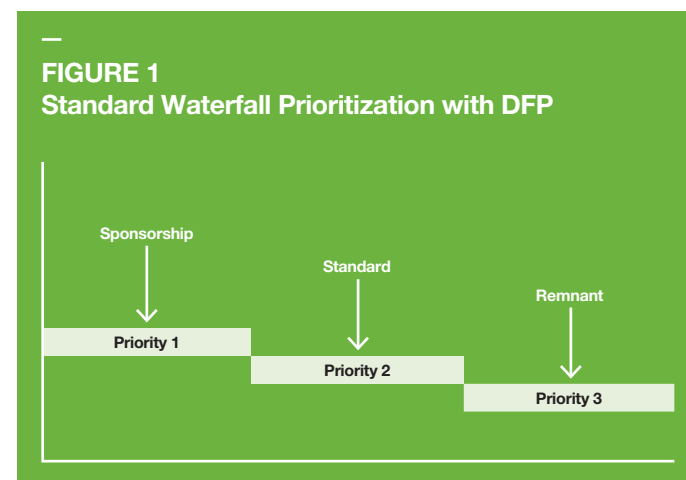 FIGURE 1
Standard Waterfall Prioritization with DFP
Sponsorship
Standard
Remnant
Priority 1
Priority 2
Priority 3